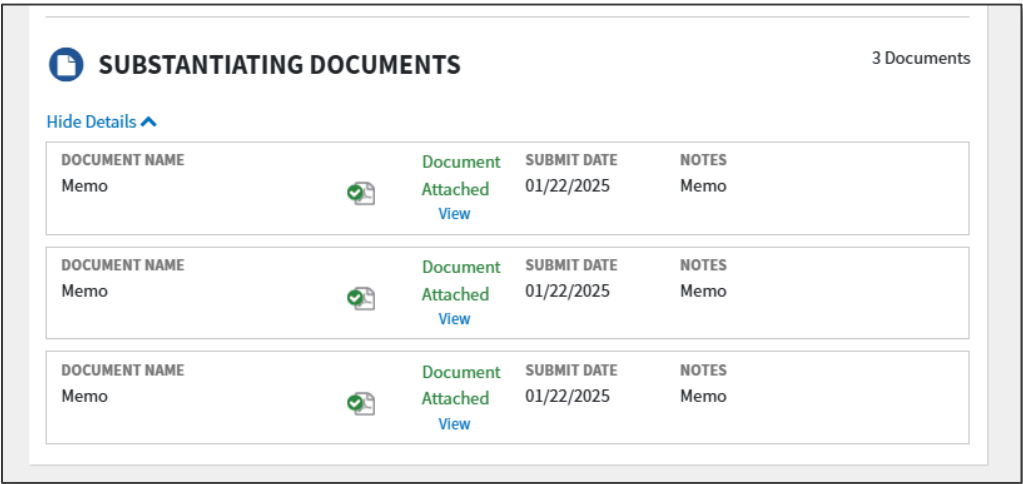 SUBSTANTIATING DOCUMENTS
3 Documents
Hide Details
DOCUMENT NAME
Memo
Document
Attached
View
SUBMIT DATE
01/22/2025
NOTES
Memo
DOCUMENT NAME
Memo
Document
Attached
View
SUBMIT DATE
01/22/2025
NOTES
Memo
DOCUMENT NAME
Memo
Document
Attached
View
SUBMIT DATE
01/22/2025
NOTES
Memo